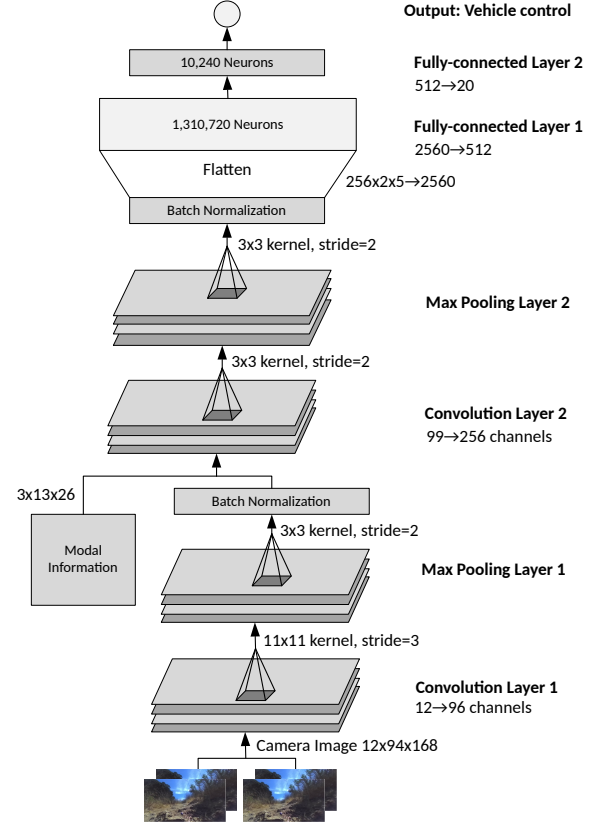 Output: Vehicle control
10,240 Neurons
Fully-connected Layer 2
512→20
1,310,720 Neurons
Fully-connected Layer 1
2560→512
Flatten
256x2x5→2560
Batch Normalization
3x3 kernel, stride=2
Max Pooling Layer 2
3x3 kernel, stride=2
Convolution Layer 2
99→256 channels
3x13x26
Batch Normalization
3x3 kernel, stride=2
Modal
Information
Max Pooling Layer 1
11x11 kernel, stride=3
Convolution Layer 1
12→96 channels
Camera Image 12x94x168